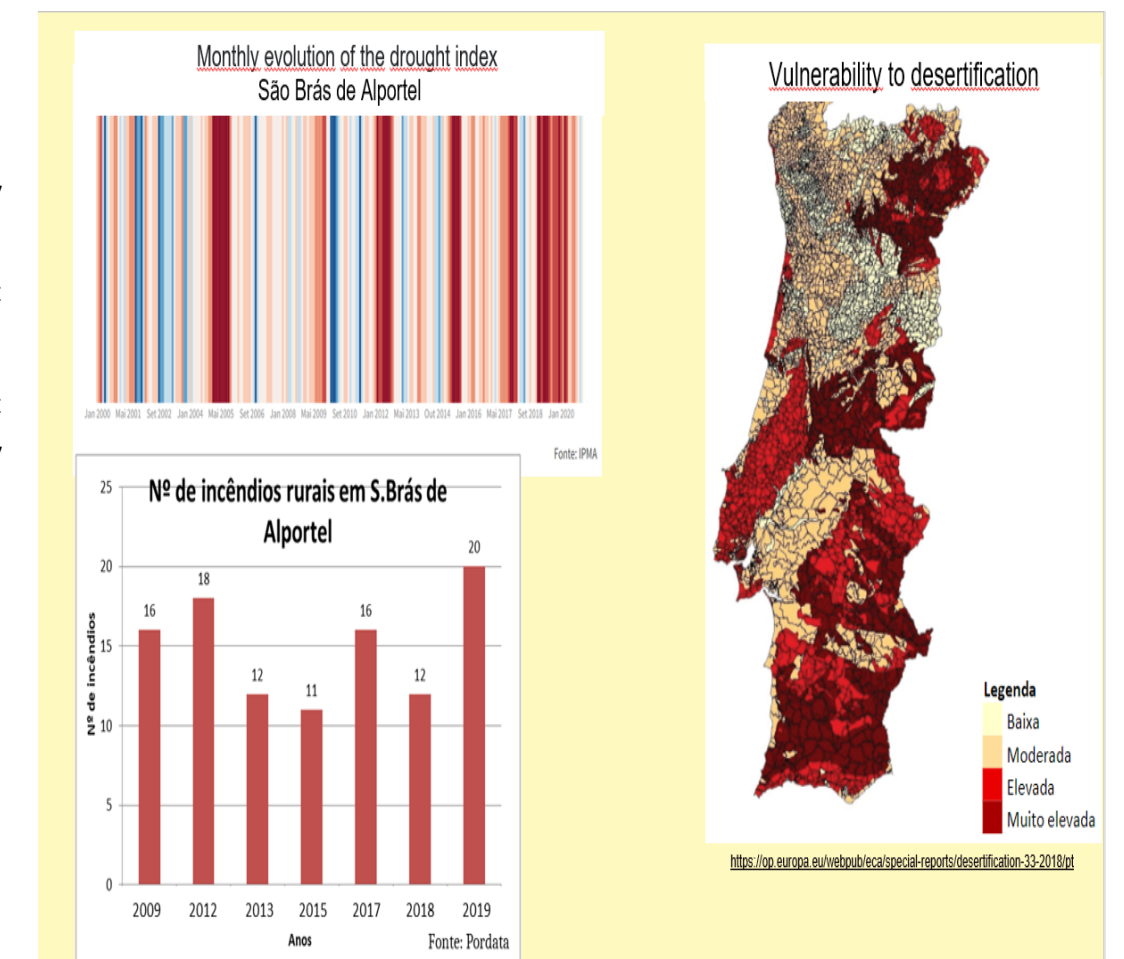 Monthly evolution of the drought index
São Brás de Alportel
Jan 2000 Mai 2001 Set 2002 Jan 2004 Mai 2005 Set 2006 Jan 2008 Mai 2009 Set 2010 Jan 2012 Mai 2013 Out 2014 Jan 2016 Mai 2017 Set 2018 Jan 2020
Fonte: IPMA
Nº de incêndios rurais em S.Brás de
Alportel
Nº de incêndios
25
20
15
10
5
0
16
18
12
11
16
12
20
2009 2012 2013 2015 2017 2018 2019
Anos
Fonte: Pordata
Vulnerability to desertification
Legenda
Baixa
Moderada
Elevada
Muito elevada
https://op.europa.eu/webpub/eca/special-reports/desertification-33-2018/pt